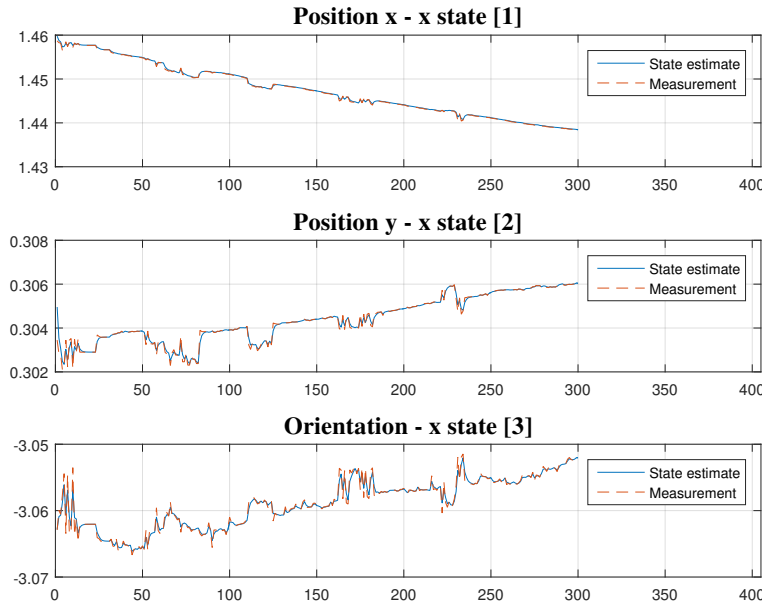 Position x - x state [1]
1.46
1.45
1.44
1.43
State estimate
Measurement
0 50 100 150 200 250 300 350 400
Position y - x state [2]
0.308
0.306
0.304
0.302
State estimate
Measurement
0 50 100 150 200 250 300 350 400
Orientation - x state [3]
-3.05
-3.06
-3.07
State estimate
Measurement
0 50 100 150 200 250 300 350 400